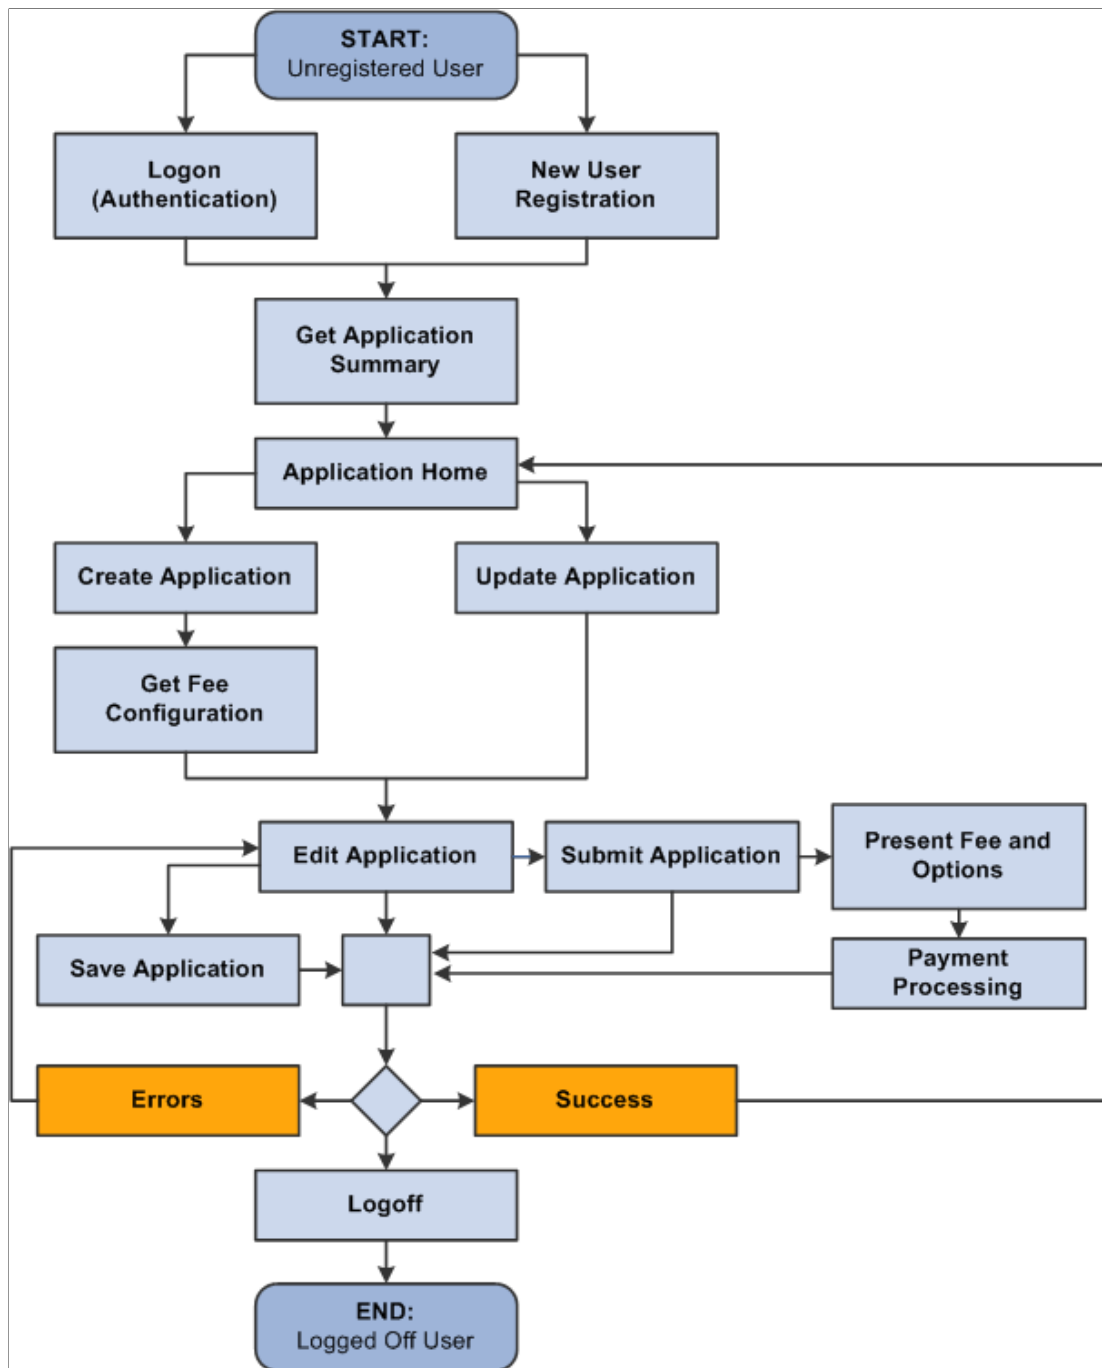 START:
Unregistered User
Logon
(Authentication)
New User
Registration
Get Application
Summary
Application Home
Create Application
Update Application
Get Fee
Configuration
Edit Application
Submit Application
Present Fee and
Options
Save Application
Payment
Processing
Errors
Success
Logoff
END:
Logged Off User